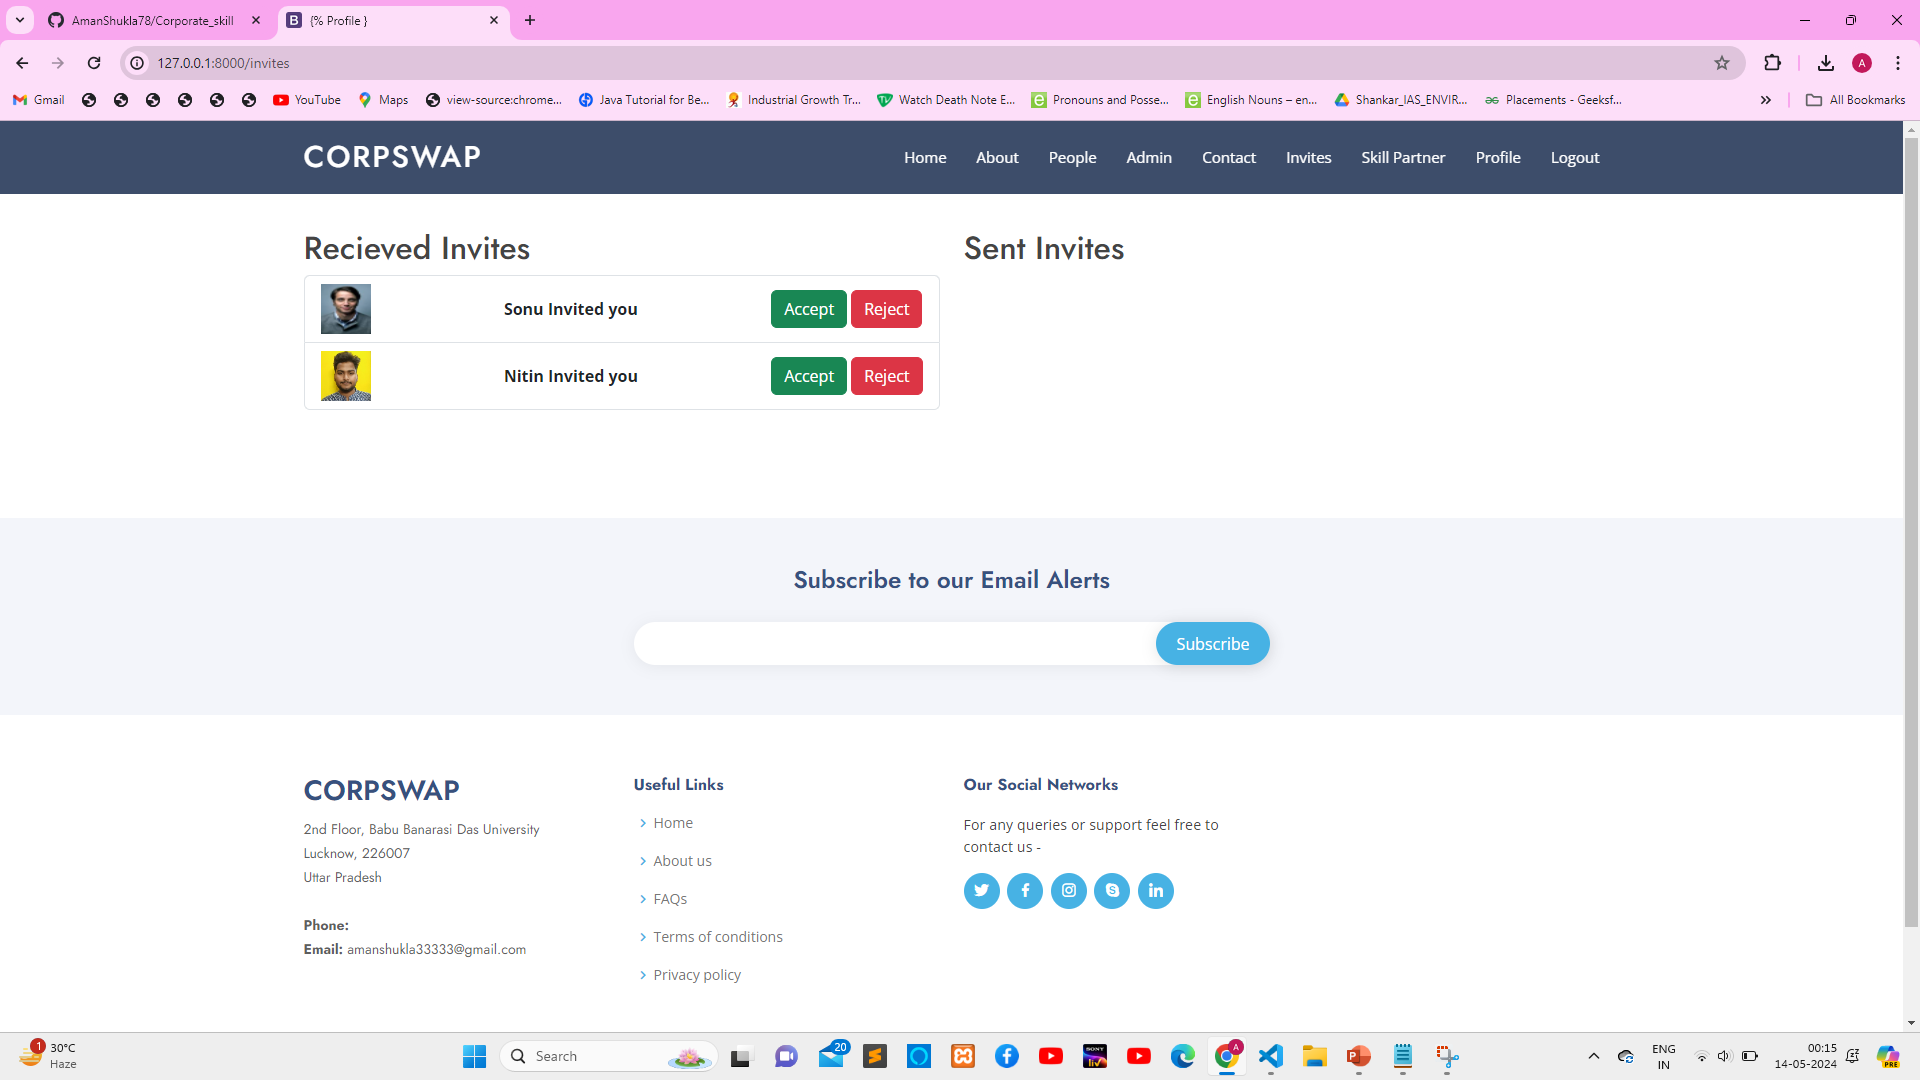 AmanShukla78/Corporate_skill
{% Profile }
127.0.0.1:8000/invites
A
Gmail
YouTube
Maps
view-source:chrome...
Java Tutorial for Be...
Industrial Growth Tr...
Watch Death Note E...
Pronouns and Posse...
English Nouns – en...
Shankar_IAS_ENVIR...
Placements - Geeksf...
All Bookmarks
CORPSWAP
Home
About
People
Admin
Contact
Invites
Skill Partner
Profile
Logout
Recieved Invites
Sent Invites
Sonu Invited you
Accept
Reject
Nitin Invited you
Accept
Reject
Subscribe to our Email Alerts
Subscribe
CORPSWAP
2nd Floor, Babu Banarasi Das University
Lucknow, 226007
Uttar Pradesh
Phone:
Email: amanshukla33333@gmail.com
Useful Links
Home
About us
FAQs
Terms of conditions
Privacy policy
Our Social Networks
For any queries or support feel free to
contact us -
1
30°C
Haze
Search
20
A
ENG
IN
00:15
14-05-2024
PRE